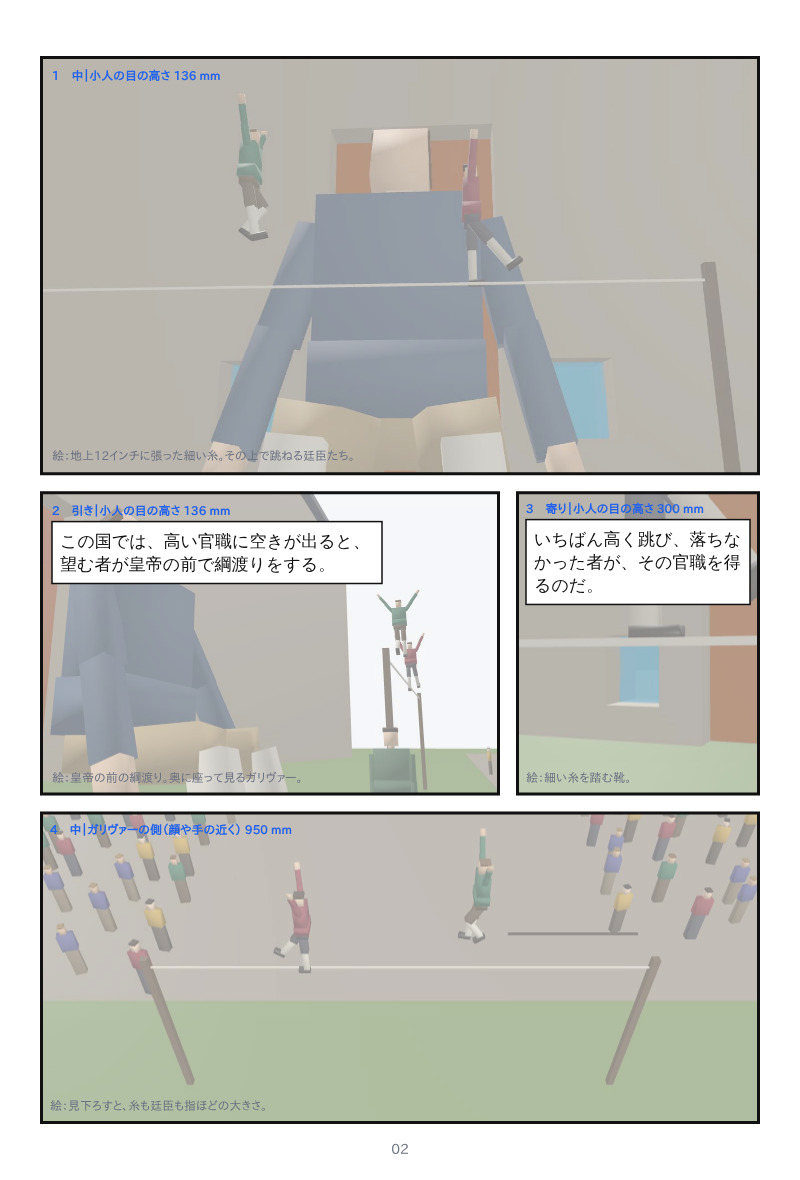 1 中|小人の目の高さ 136 mm
絵:地上12インチに張った細い糸。その上で跳ねる廷臣たち。
2 引き|小人の目の高さ 136 mm
この国では、高い官職に空きが出ると、
望む者が皇帝の前で綱渡りをする。
絵:皇帝の前の綱渡り。奥に座って見るガリヴァー。
3 寄り|小人の目の高さ 300 mm
いちばん高く跳び、落ちな
かった者が、その官職を得
るのだ。
絵:細い糸を踏む靴。
4 中|ガリヴァーの側(顔や手の近く) 950 mm
絵:見下ろすと、糸も廷臣も指ほどの大きさ。
02